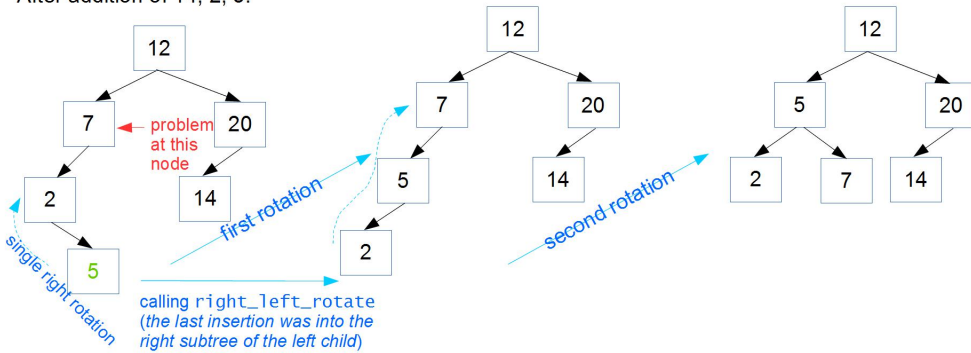 After addition of 14, 2, 5:
12
7
20
2
14
5
problem
at this
node
single right rotation
first rotation
calling right_left_rotate
(the last insertion was into the
right subtree of the left child)
12
7
20
5
14
2
second rotation
12
5
20
2
7
14